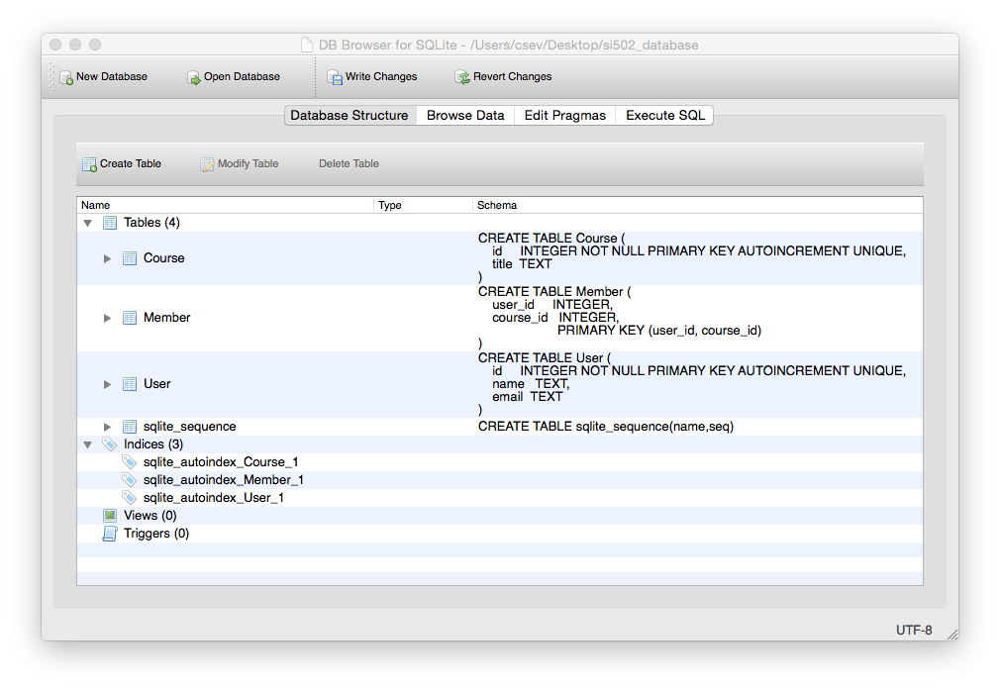 DB Browser for SQLite - /Users/csev/Desktop/si502_database
New Database Open Database Write Changes Revert Changes
Database Structure Browse Data Edit Pragmas Execute SQL
Create Table Modify Table Delete Table
Name Type Schema
Tables (4)
Course
CREATE TABLE Course (
id INTEGER NOT NULL PRIMARY KEY AUTOINCREMENT UNIQUE,
title TEXT
)
Member
CREATE TABLE Member (
user_id INTEGER,
course_id INTEGER,
PRIMARY KEY (user_id, course_id)
)
User
CREATE TABLE User (
id INTEGER NOT NULL PRIMARY KEY AUTOINCREMENT UNIQUE,
name TEXT,
email TEXT
)
sqlite_sequence CREATE TABLE sqlite_sequence(name,seq)
Indices (3)
sqlite_autoindex_Course_1
sqlite_autoindex_Member_1
sqlite_autoindex_User_1
Views (0)
Triggers (0)
UTF-8